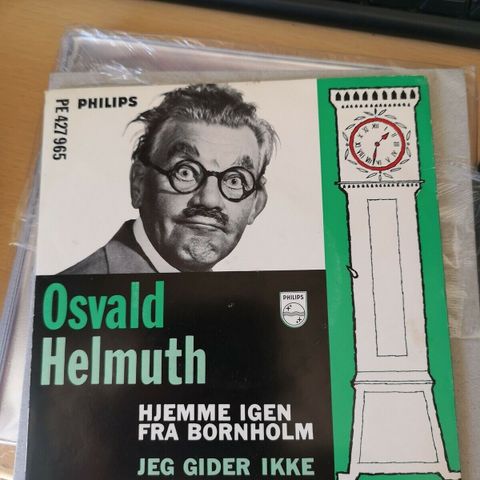 PE 427 965
PHILIPS
PHILIPS
Osvald
Helmuth
HJEMME IGEN
FRA BORNHOLM
JEG GIDER IKKE